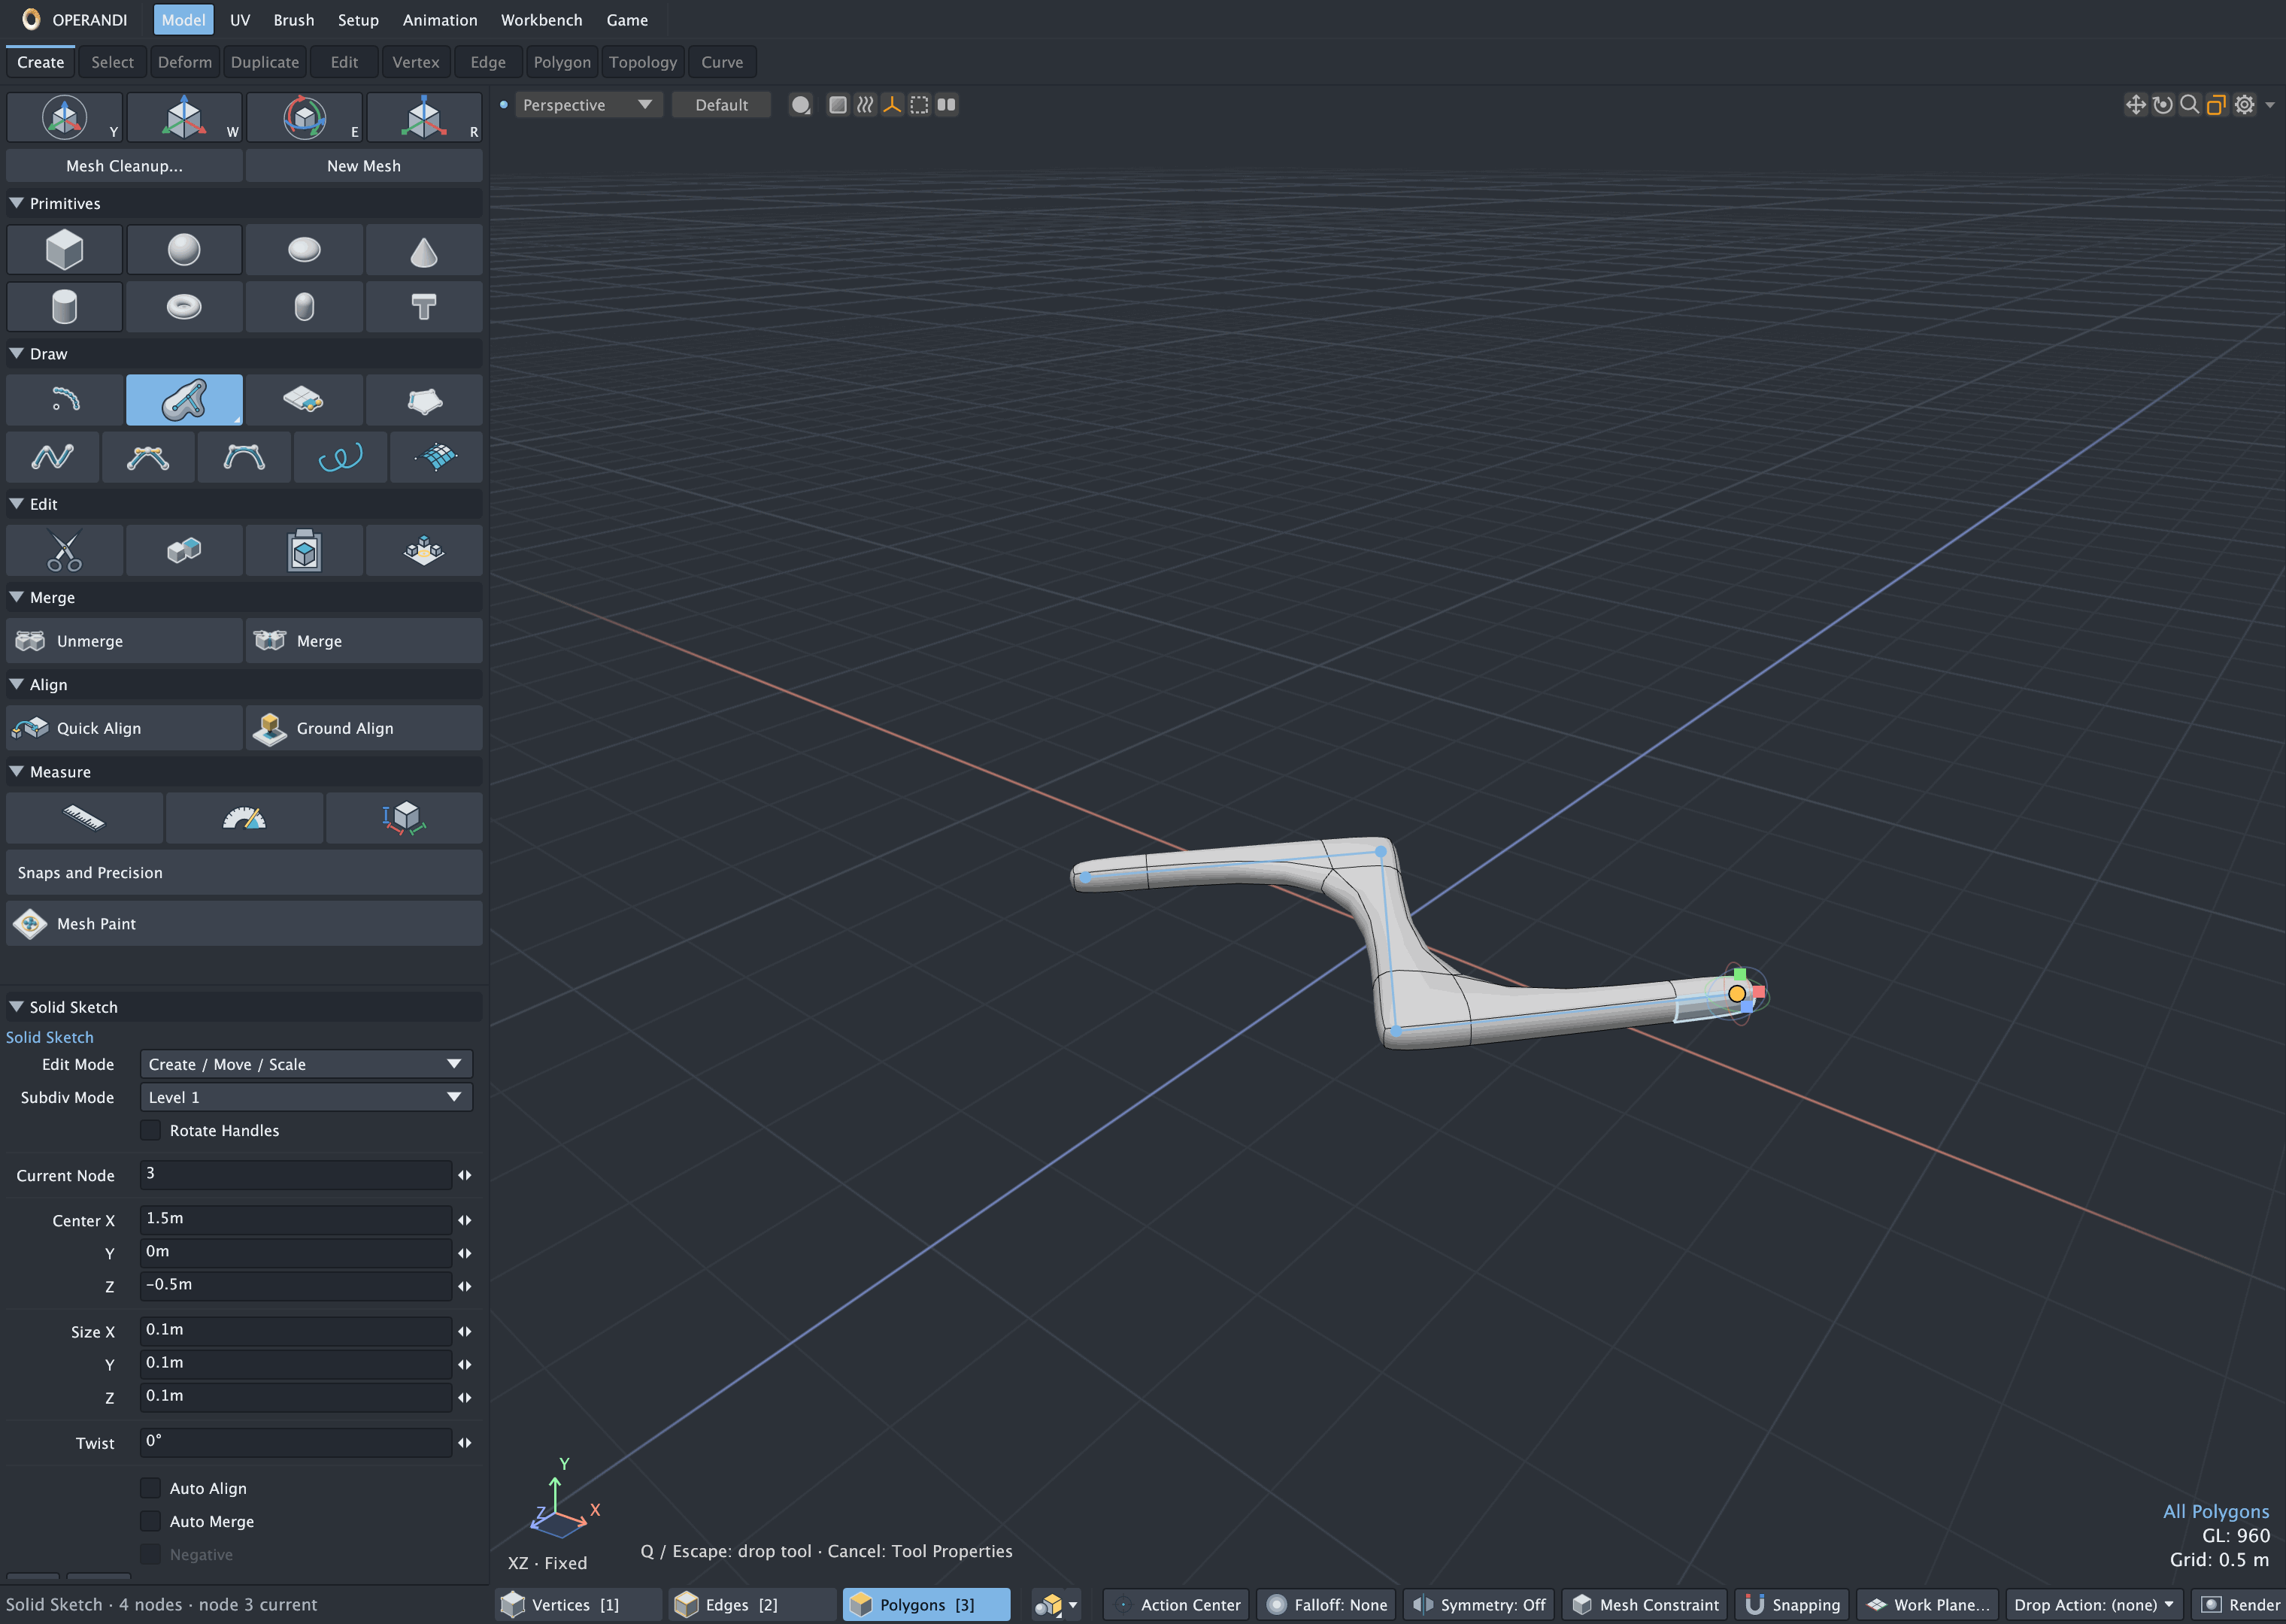 OPERANDI Model UV Brush Setup Animation Workbench Game
Create Select Deform Duplicate Edit Vertex Edge Polygon Topology Curve
Y W E R
Perspective Default
Mesh Cleanup... New Mesh
Primitives
Draw
Edit
Merge
Unmerge Merge
Align
Quick Align Ground Align
Measure
Snaps and Precision
Mesh Paint
Solid Sketch
Solid Sketch
Edit Mode Create / Move / Scale
Subdiv Mode Level 1
Rotate Handles
Current Node 3
Center X 1.5m
Y 0m
Z -0.5m
Size X 0.1m
Y 0.1m
Z 0.1m
Twist 0°
Auto Align
Auto Merge
Negative
Y
Z X
XZ · Fixed
Q / Escape: drop tool · Cancel: Tool Properties
All Polygons
GL: 960
Grid: 0.5 m
Solid Sketch · 4 nodes · node 3 current
Vertices [1] Edges [2] Polygons [3] Action Center Falloff: None Symmetry: Off Mesh Constraint Snapping Work Plane... Drop Action: (none) Render